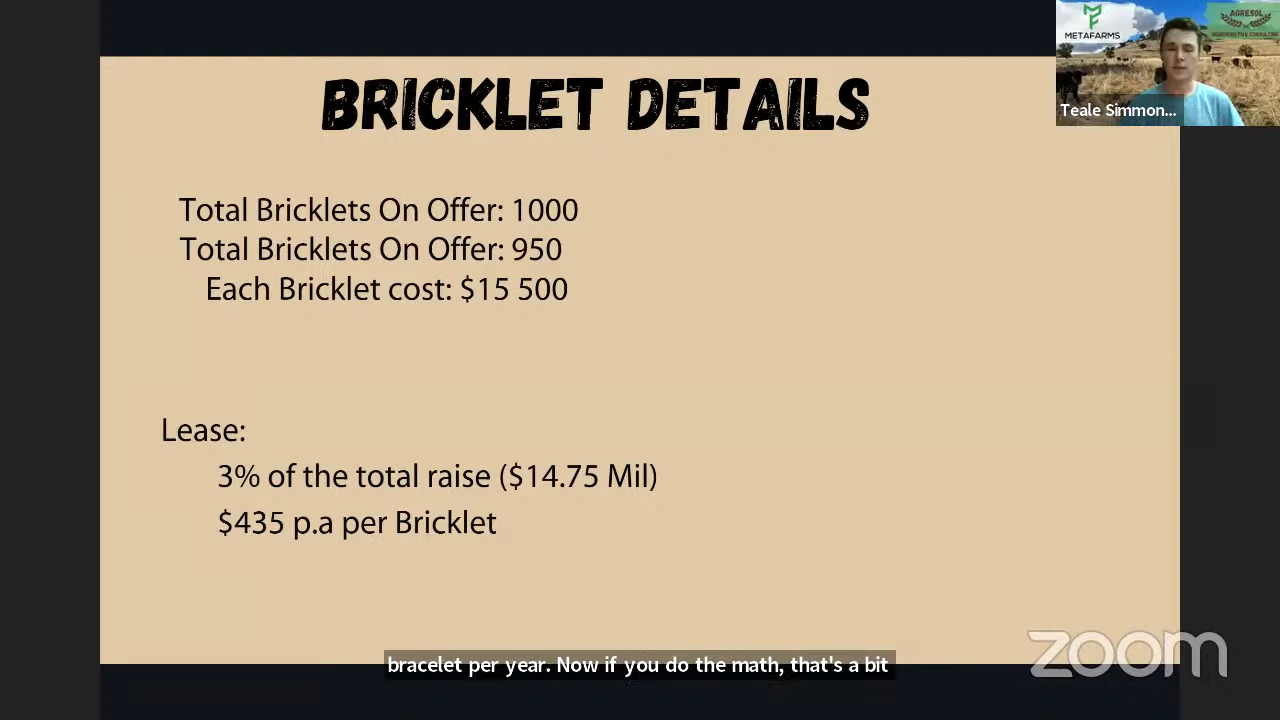 BRICKLET DETAILS
Total Bricklets On Offer: 1000
Total Bricklets On Offer: 950
Each Bricklet cost: $15 500
Lease:
3% of the total raise ($14.75 Mil)
$435 p.a per Bricklet
METAFARMS
AGRESOL
Teale Simmon...
bracelet per year. Now if you do the math, that's a bit
zoom